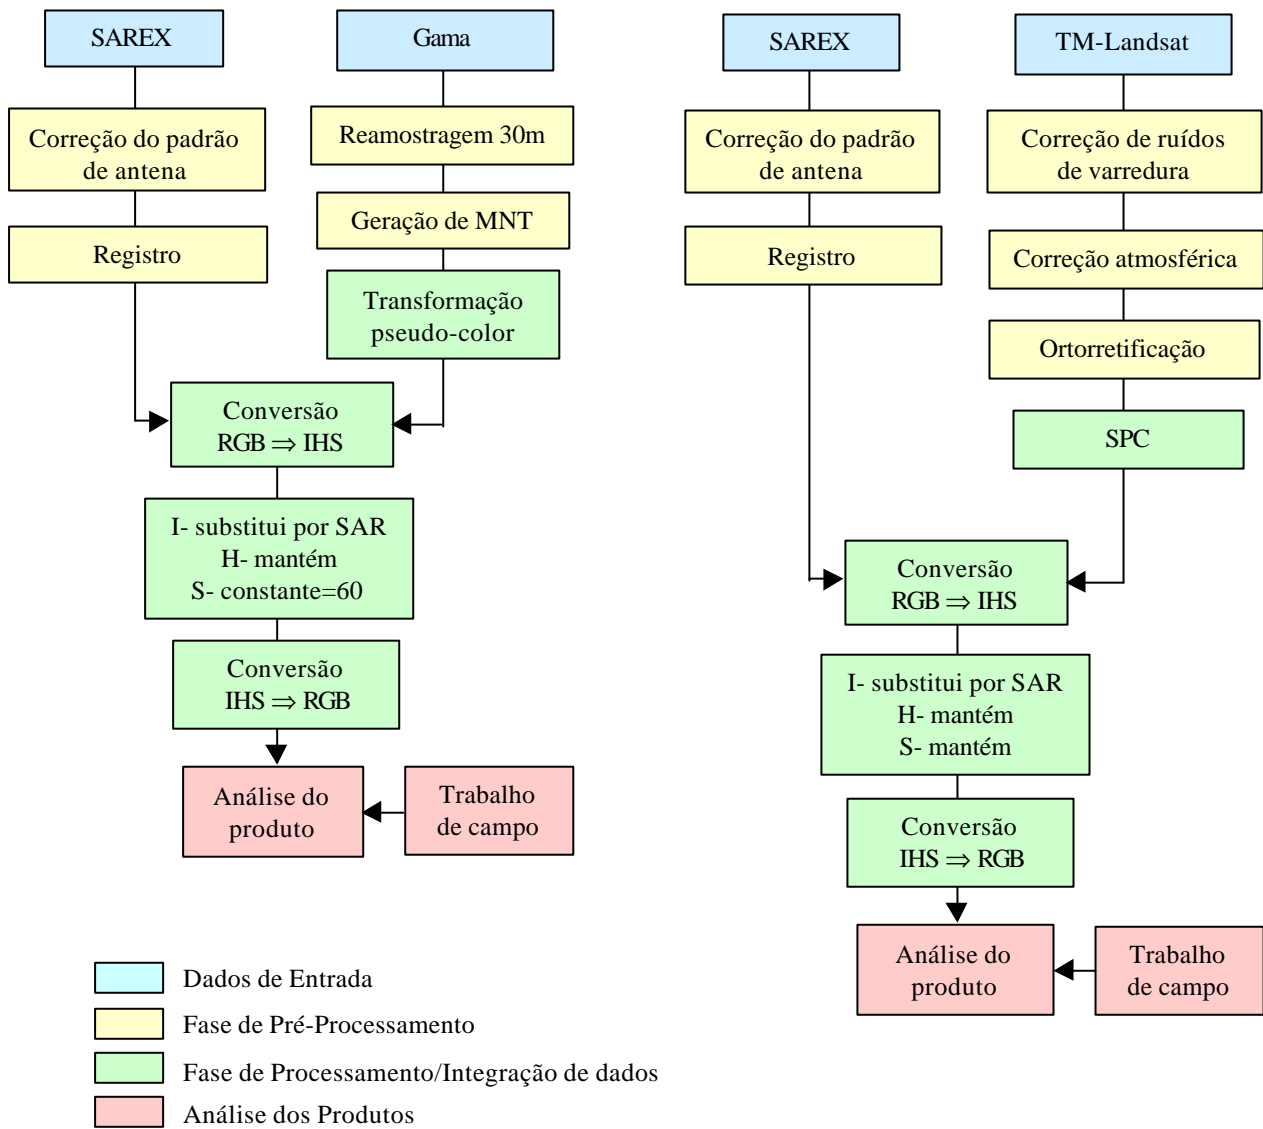 SAREX
Gama
Correção do padrão
de antena
Reamostragem 30m
Registro
Geração de MNT
Transformação
pseudo-color
Conversão
RGB ⇒ IHS
I- substitui por SAR
H- mantém
S- constante=60
Conversão
IHS ⇒ RGB
Análise do
produto
Trabalho
de campo
SAREX
TM-Landsat
Correção do padrão
de antena
Correção de ruídos
de varredura
Registro
Correção atmosférica
Ortorretificação
SPC
Conversão
RGB ⇒ IHS
I- substitui por SAR
H- mantém
S- mantém
Conversão
IHS ⇒ RGB
Análise do
produto
Trabalho
de campo
Dados de Entrada
Fase de Pré-Processamento
Fase de Processamento/Integração de dados
Análise dos Produtos